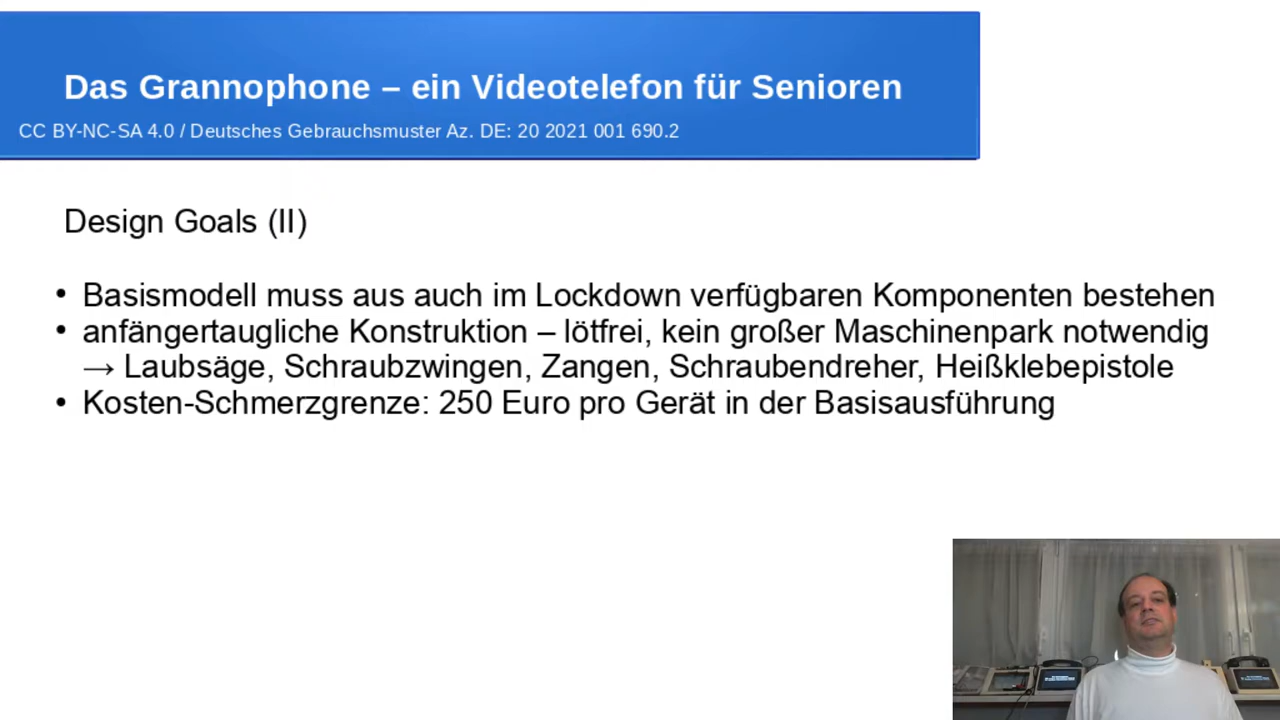 Das Grannophone – ein Videotelefon für Senioren
CC BY-NC-SA 4.0 / Deutsches Gebrauchsmuster Az. DE: 20 2021 001 690.2
Design Goals (II)
• Basismodell muss aus auch im Lockdown verfügbaren Komponenten bestehen
• anfängertaugliche Konstruktion – lötfrei, kein großer Maschinenpark notwendig
→ Laubsäge, Schraubzwingen, Zangen, Schraubendreher, Heißklebepistole
• Kosten-Schmerzgrenze: 250 Euro pro Gerät in der Basisausführung